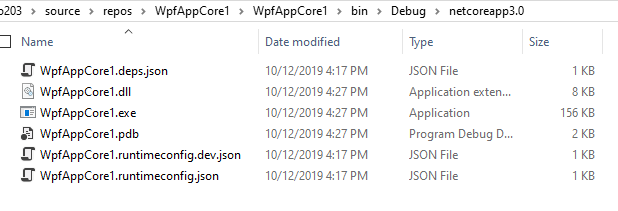 o203 > source > repos > WpfAppCore1 > WpfAppCore1 > bin > Debug > netcoreapp3.0
Name Date modified Type Size
WpfAppCore1.deps.json 10/12/2019 4:17 PM JSON File 1 KB
WpfAppCore1.dll 10/12/2019 4:27 PM Application exten... 8 KB
WpfAppCore1.exe 10/12/2019 4:27 PM Application 156 KB
WpfAppCore1.pdb 10/12/2019 4:27 PM Program Debug D... 2 KB
WpfAppCore1.runtimeconfig.dev.json 10/12/2019 4:17 PM JSON File 1 KB
WpfAppCore1.runtimeconfig.json 10/12/2019 4:17 PM JSON File 1 KB